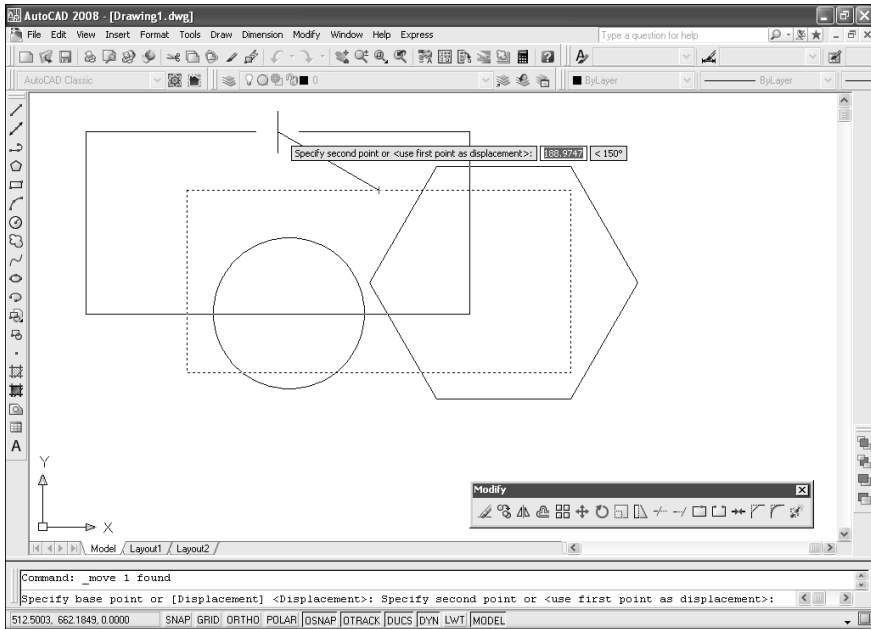 AutoCAD 2008 - [Drawing1.dwg]
File Edit View Insert Format Tools Draw Dimension Modify Window Help Express
Type a question for help
AutoCAD Classic
0
ByLayer
ByLayer
Specify second point or <use first point as displacement>: 188.9747 < 150°
A
Y
X
Modify
Model Layout1 Layout2
Command: _move 1 found
Specify base point or [Displacement] <Displacement>: Specify second point or <use first point as displacement>:
512.5003, 662.1849, 0.0000 SNAP GRID ORTHO POLAR OSNAP OTRACK DUCS DYN LWT MODEL